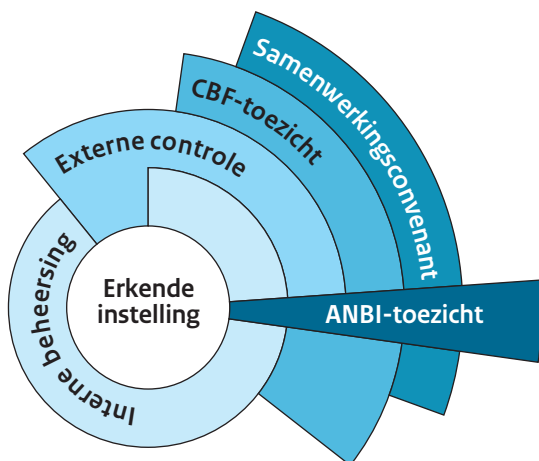 Samenwerkingsconvenant
CBF-toezicht
Externe controle
Interne beheersing
Erkende
instelling
ANBI-toezicht